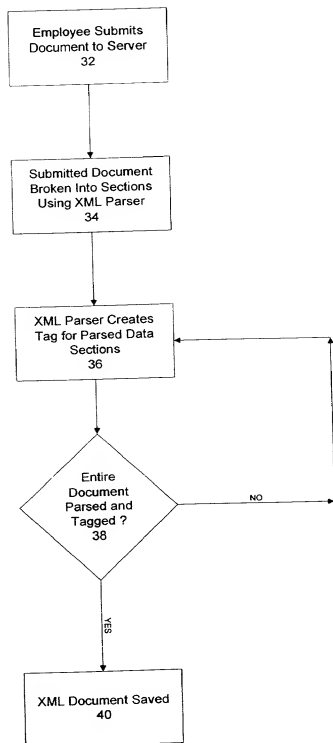 Employee Submits
Document to Server
32
Submitted Document
Broken Into Sections
Using XML Parser
34
XML Parser Creates
Tag for Parsed Data
Sections
36
Entire
Document
Parsed and
Tagged ?
38
NO
YES
XML Document Saved
40